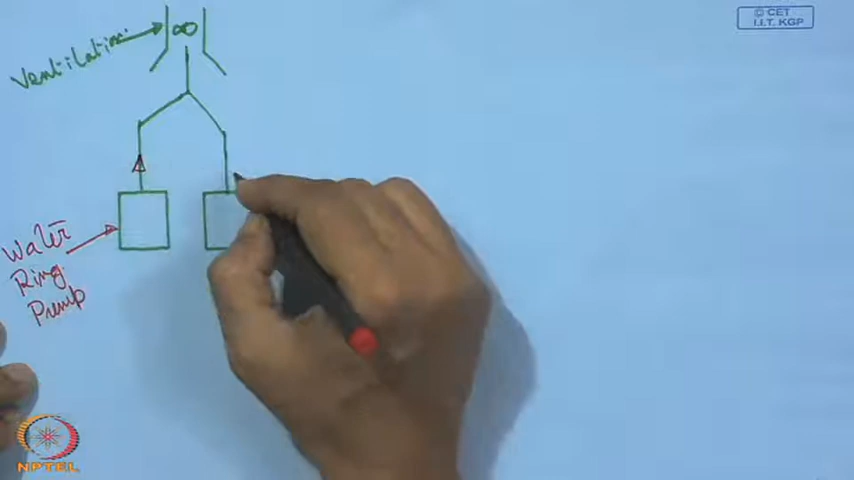 © CET
I.I.T. KGP
Ventilation
Water
Ring
Pump
NPTEL